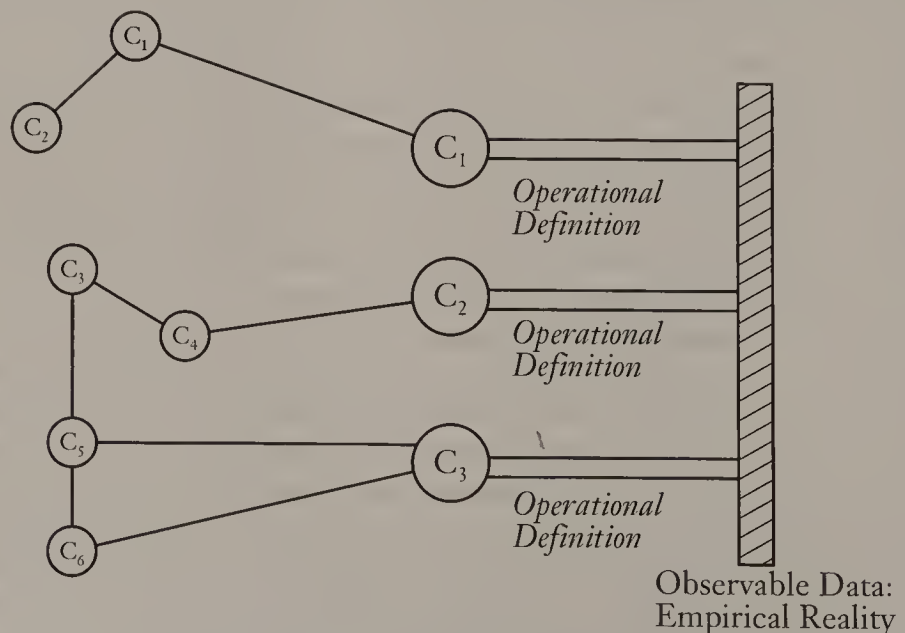 C₁
C₂
C₁
Operational
Definition
C₃
C₄
C₂
Operational
Definition
C₅
C₃
C₆
Operational
Definition
Observable Data:
Empirical Reality